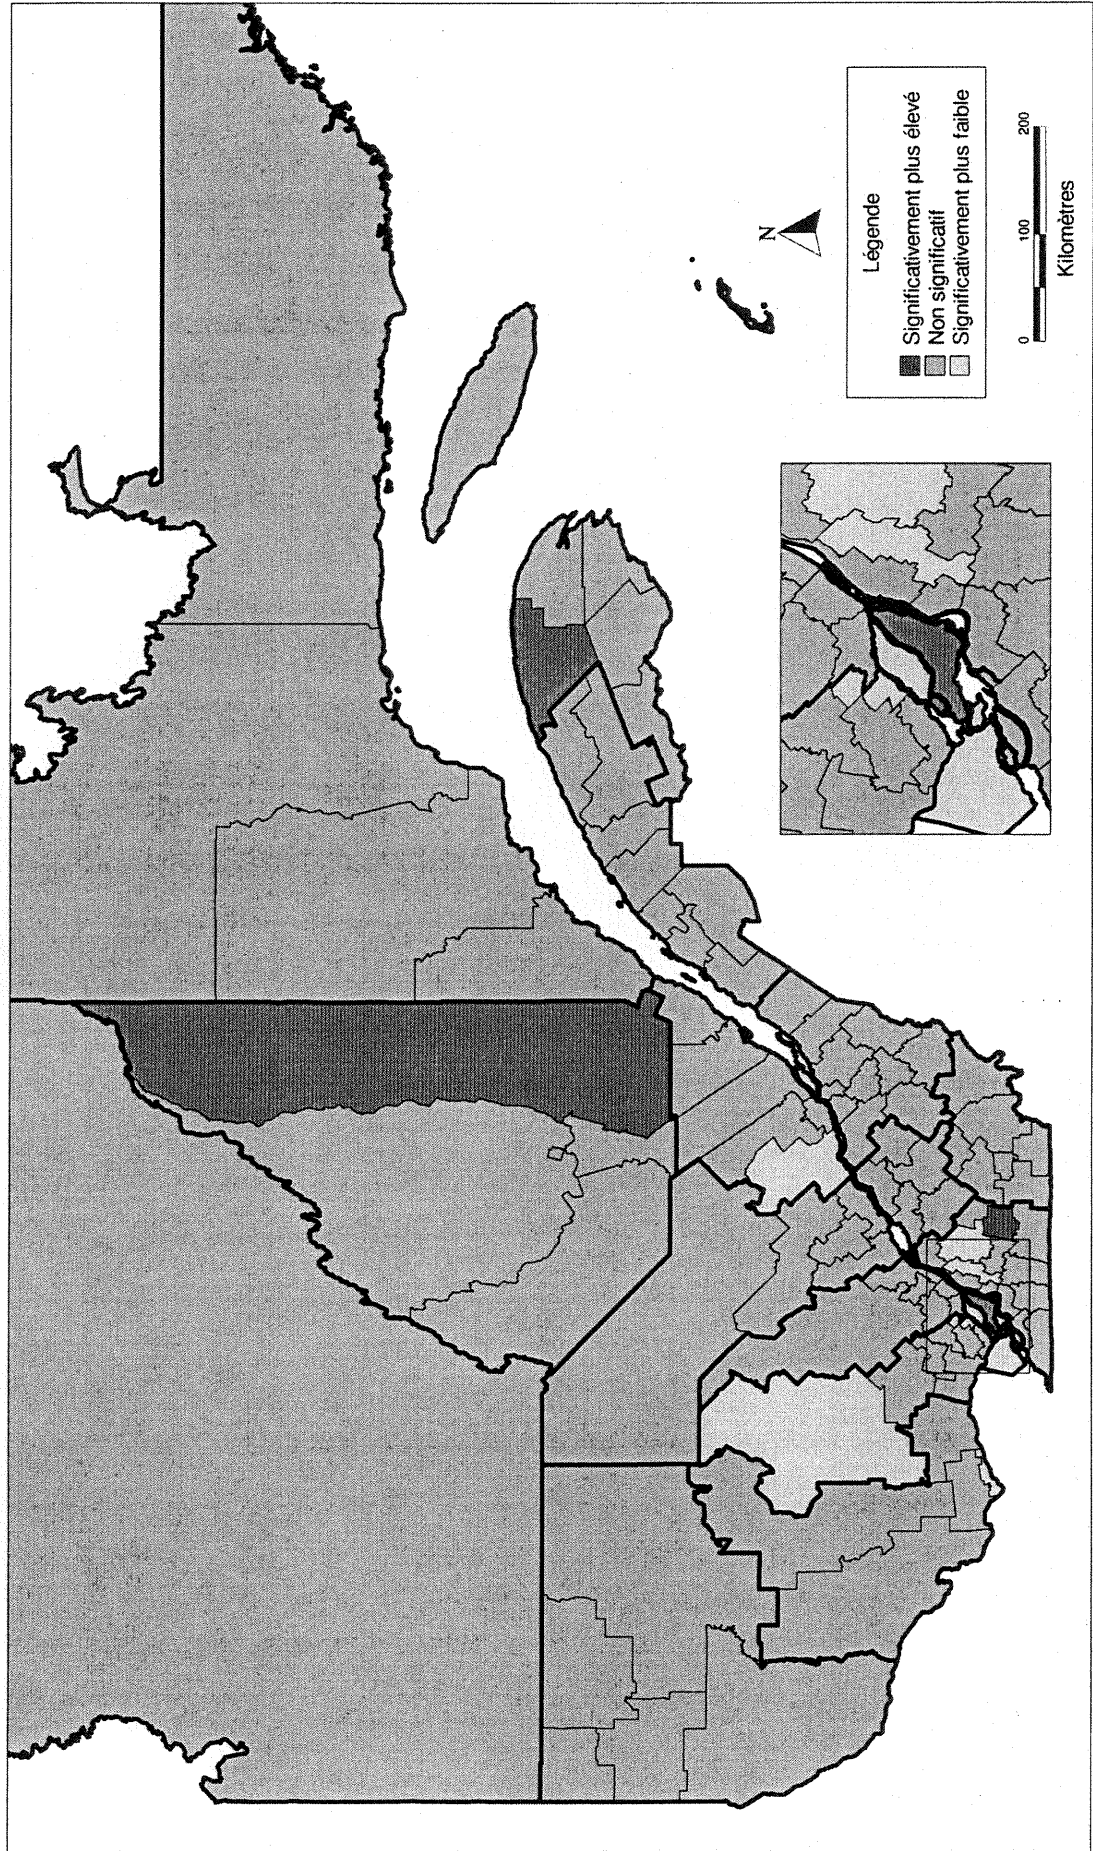 N
Légende
Significativement plus élevé
Non significatif
Significativement plus faible
0 100 200
Kilomètres